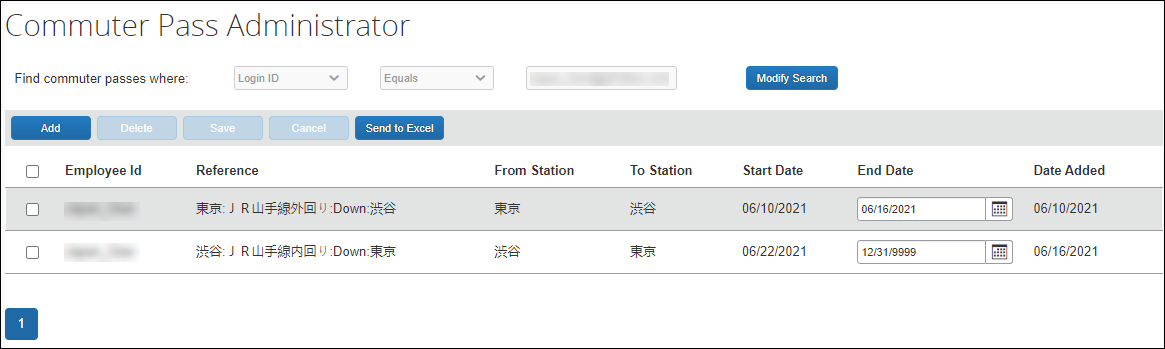 Commuter Pass Administrator
Find commuter passes where: Login ID Equals Modify Search
Add Delete Save Cancel Send to Excel
Employee Id Reference From Station To Station Start Date End Date Date Added
東京:ＪＲ山手線外回り:Down:渋谷 東京 渋谷 06/10/2021 06/16/2021 06/10/2021
渋谷:ＪＲ山手線内回り:Down:東京 渋谷 東京 06/22/2021 12/31/9999 06/16/2021
1